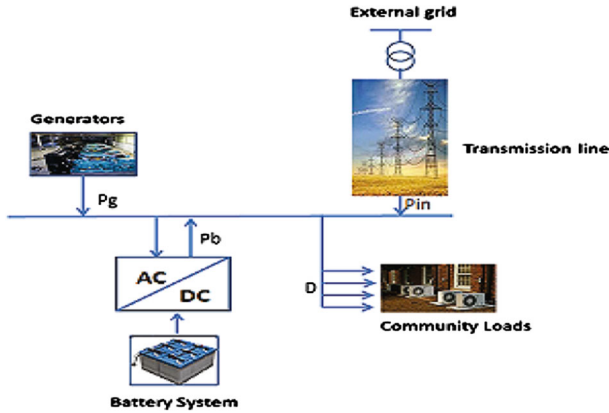 External grid
Generators
Transmission line
Pg
Pin
Pb
AC
DC
D
Community Loads
Battery System